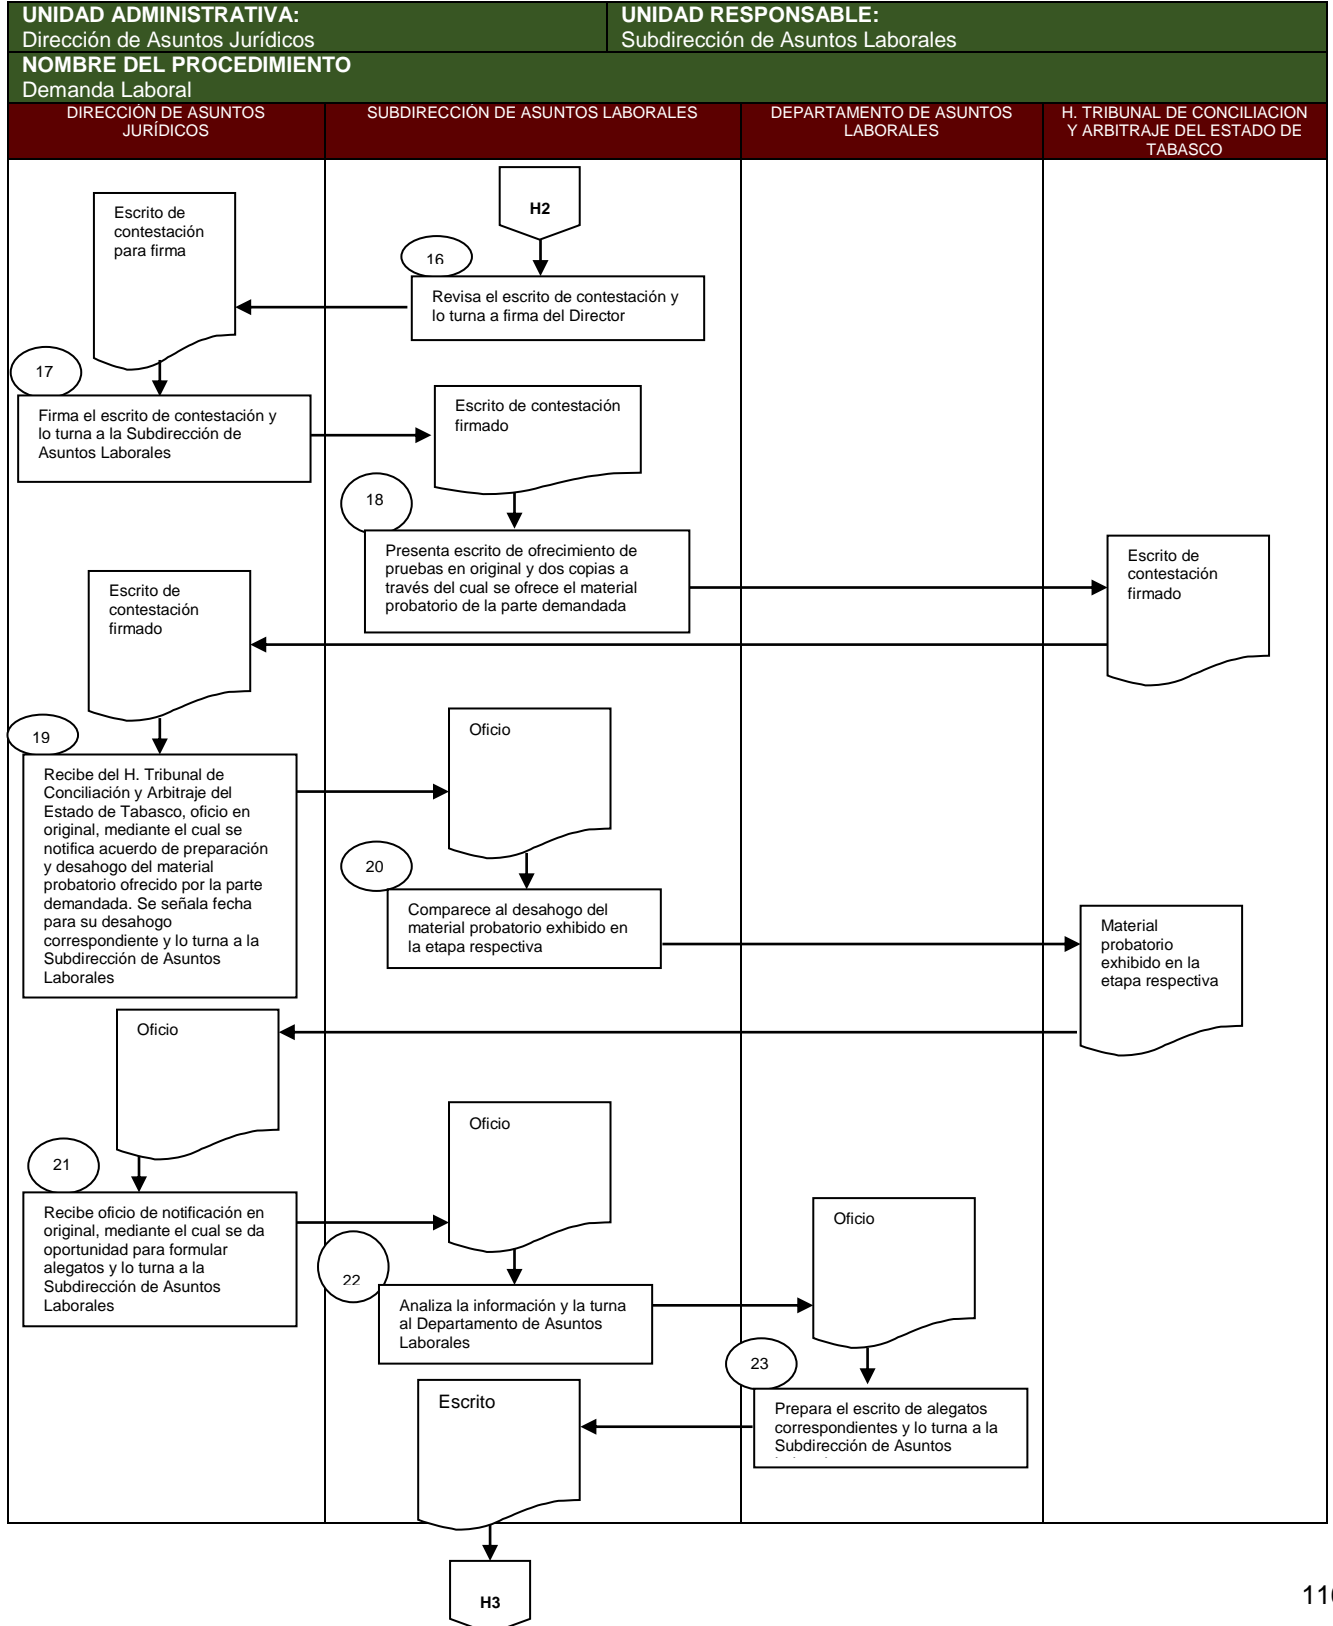 UNIDAD ADMINISTRATIVA:
Dirección de Asuntos Jurídicos
UNIDAD RESPONSABLE:
Subdirección de Asuntos Laborales
NOMBRE DEL PROCEDIMIENTO
Demanda Laboral
DIRECCIÓN DE ASUNTOS
JURÍDICOS
SUBDIRECCIÓN DE ASUNTOS LABORALES
DEPARTAMENTO DE ASUNTOS
LABORALES
H. TRIBUNAL DE CONCILIACION
Y ARBITRAJE DEL ESTADO DE
TABASCO
H2
16
Revisa el escrito de contestación y
lo turna a firma del Director
Escrito de
contestación
para firma
17
Firma el escrito de contestación y
lo turna a la Subdirección de
Asuntos Laborales
Escrito de contestación
firmado
18
Presenta escrito de ofrecimiento de
pruebas en original y dos copias a
través del cual se ofrece el material
probatorio de la parte demandada
Escrito de
contestación
firmado
Escrito de
contestación
firmado
19
Recibe del H. Tribunal de
Conciliación y Arbitraje del
Estado de Tabasco, oficio en
original, mediante el cual se
notifica acuerdo de preparación
y desahogo del material
probatorio ofrecido por la parte
demandada. Se señala fecha
para su desahogo
correspondiente y lo turna a la
Subdirección de Asuntos
Laborales
Oficio
20
Comparece al desahogo del
material probatorio exhibido en
la etapa respectiva
Material
probatorio
exhibido en la
etapa respectiva
Oficio
21
Recibe oficio de notificación en
original, mediante el cual se da
oportunidad para formular
alegatos y lo turna a la
Subdirección de Asuntos
Laborales
Oficio
22
Analiza la información y la turna
al Departamento de Asuntos
Laborales
Oficio
23
Prepara el escrito de alegatos
correspondientes y lo turna a la
Subdirección de Asuntos
Escrito
H3